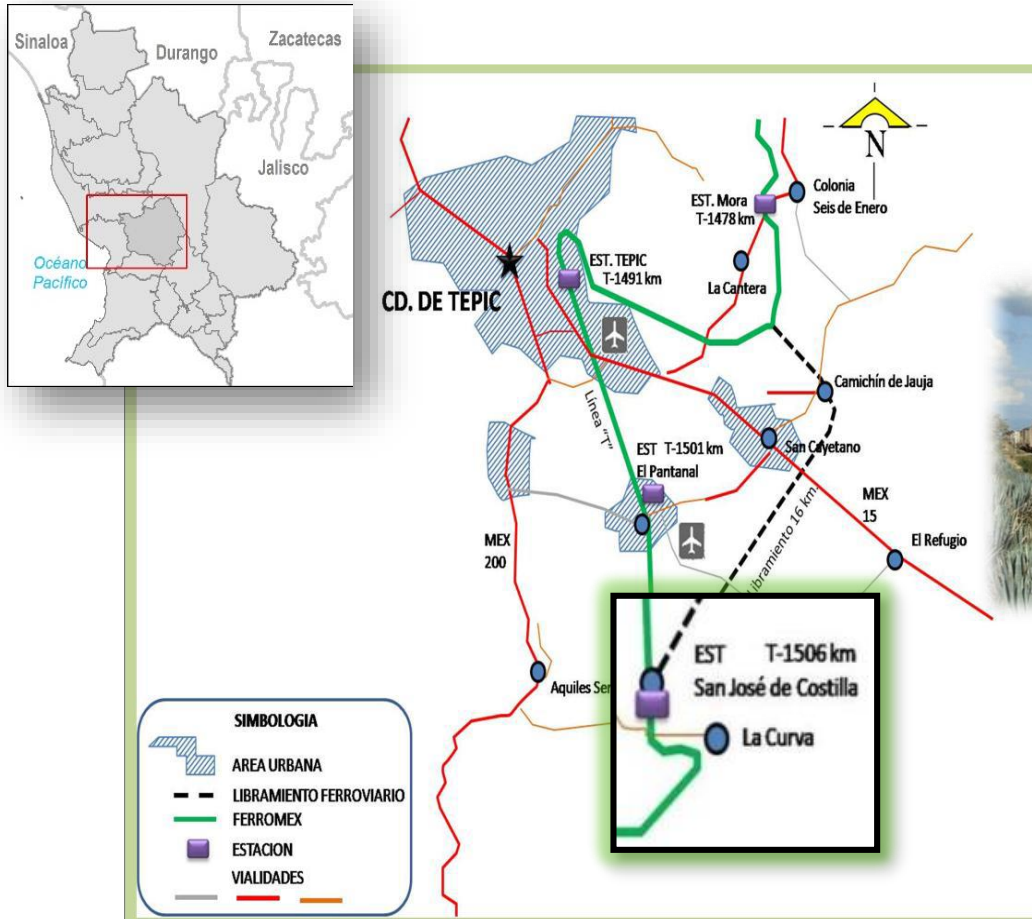 Sinaloa
Durango
Zacatecas
Jalisco
Océano
Pacífico
N
EST. Mora
T-1478 km
Colonia
Seis de Enero
EST. TEPIC
T-1491 km
La Cantera
CD. DE TEPIC
Camichín de Jauja
Línea "T"
EST T-1501 km
El Pantanal
San Cayetano
MEX
15
MEX
200
Libramiento 16 km.
El Refugio
EST T-1506 km
San José de Costilla
La Curva
Aquiles Ser
SIMBOLOGIA
AREA URBANA
LIBRAMIENTO FERROVIARIO
FERROMEX
ESTACION
VIALIDADES